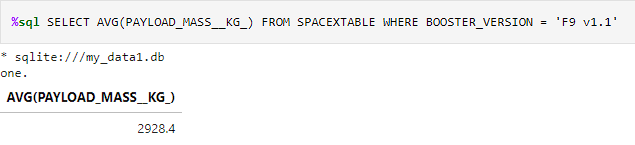 %sql SELECT AVG(PAYLOAD_MASS__KG_) FROM SPACEXTABLE WHERE BOOSTER_VERSION = 'F9 v1.1'
* sqlite:///my_data1.db
one.
AVG(PAYLOAD_MASS__KG_)
2928.4